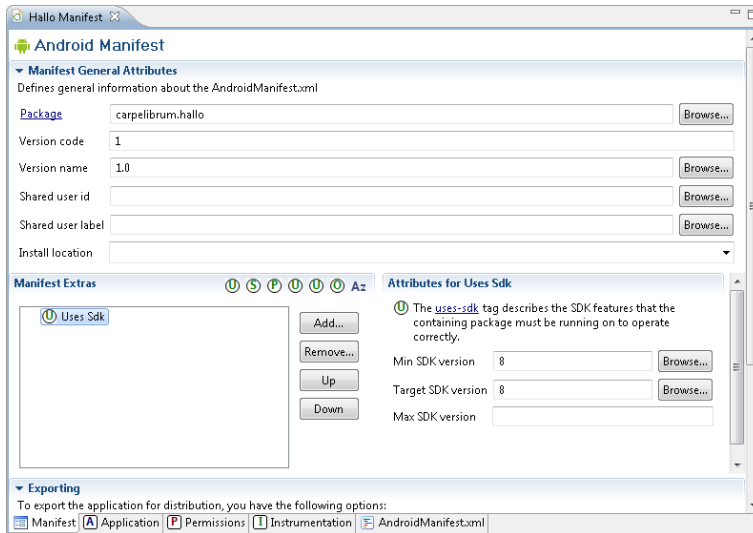 Hallo Manifest
Android Manifest
Manifest General Attributes
Defines general information about the AndroidManifest.xml
Package carpelibrum.hallo Browse...
Version code 1
Version name 1.0 Browse...
Shared user id Browse...
Shared user label Browse...
Install location
Manifest Extras U S P U U O Az
U Uses Sdk
Add...
Remove...
Up
Down
Attributes for Uses Sdk
U The uses-sdk tag describes the SDK features that the
containing package must be running on to operate
correctly.
Min SDK version 8 Browse...
Target SDK version 8 Browse...
Max SDK version
Exporting
To export the application for distribution, you have the following options:
Manifest A Application P Permissions I Instrumentation AndroidManifest.xml